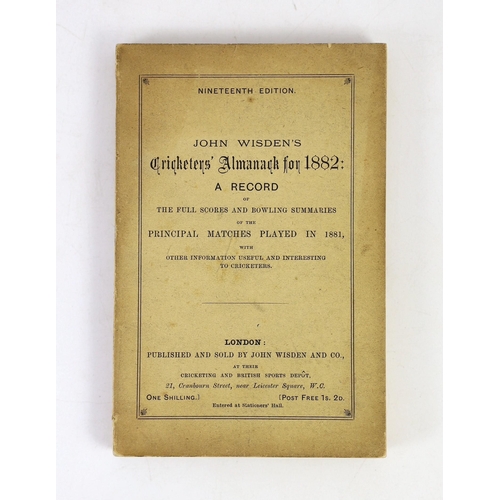 NINETEENTH EDITION.
JOHN WISDEN'S
Cricketers' Almanack for 1882:
A RECORD
OF
THE FULL SCORES AND BOWLING SUMMARIES
OF THE
PRINCIPAL MATCHES PLAYED IN 1881,
WITH
OTHER INFORMATION USEFUL AND INTERESTING
TO CRICKETERS.
LONDON:
PUBLISHED AND SOLD BY JOHN WISDEN AND CO.,
AT THEIR
CRICKETING AND BRITISH SPORTS DEPÔT,
21, Cranbourn Street, near Leicester Square, W.C.
ONE SHILLING.] [POST FREE 1S. 2D.
Entered at Stationers' Hall.